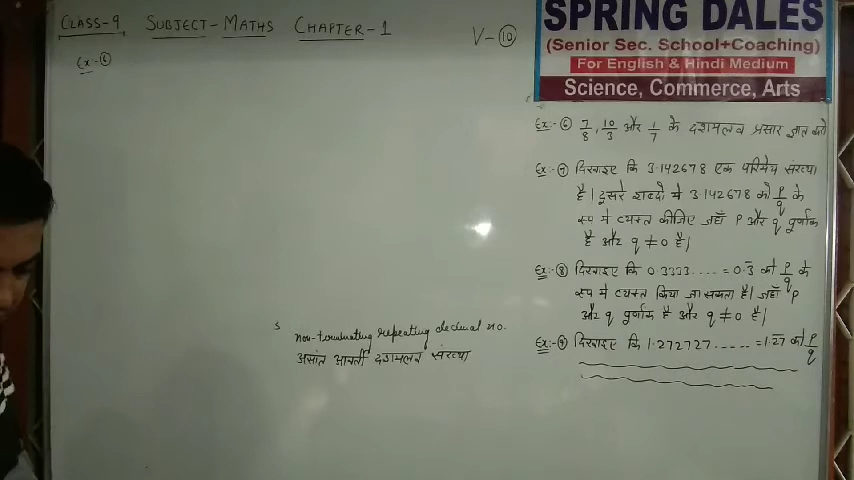 CLASS-9 SUBJECT-MATHS CHAPTER-1
V-⑩
Ex-⑥
SPRING DALES
(Senior Sec. School+Coaching)
For English & Hindi Medium
Science, Commerce, Arts
Ex:-⑥ 7/8, 10/3 और 1/7 के दशमलव प्रसार ज्ञात करो
Ex:-⑦ दिखाइए कि 3.142678 एक परिमेय संख्या
है। दुसरे शब्दो मे 3.142678 को p/q के
रुप मे व्यक्त कीजिए जहाँ P और q पूर्णांक
है और q ≠ 0 है।
Ex:-⑧ दिखाइए कि 0.3333.... = 0.3̅ को p/q के
रुप मे व्यक्त किया जा सकता है। जहाँ P
और q पूर्णांक है और q ≠ 0 है।
Ex:-⑨ दिखाइए कि 1.272727..... = 1.2̅7̅ को p/q
s
non-terminating repeating decimal no.
असांत आवर्ती दशमलव संख्या